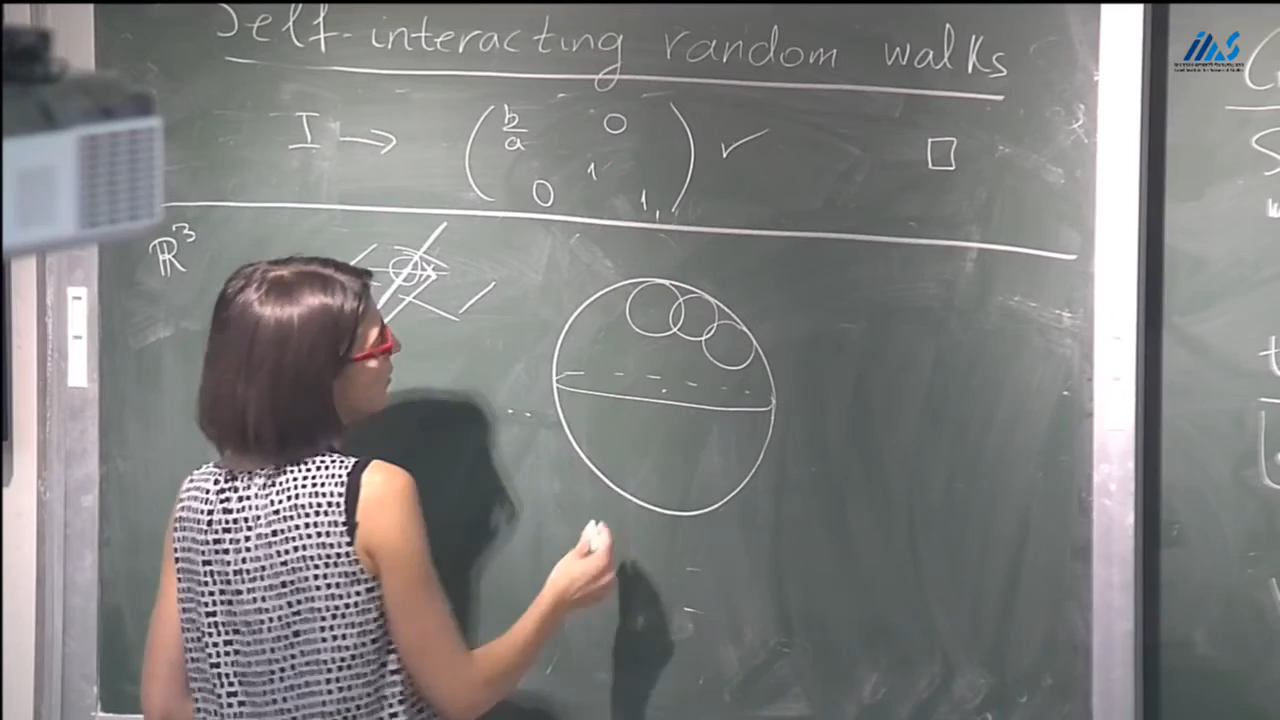 Self-interacting random walks
I → ( b/a 0 0 1 1 ) ✓ □
ℝ³